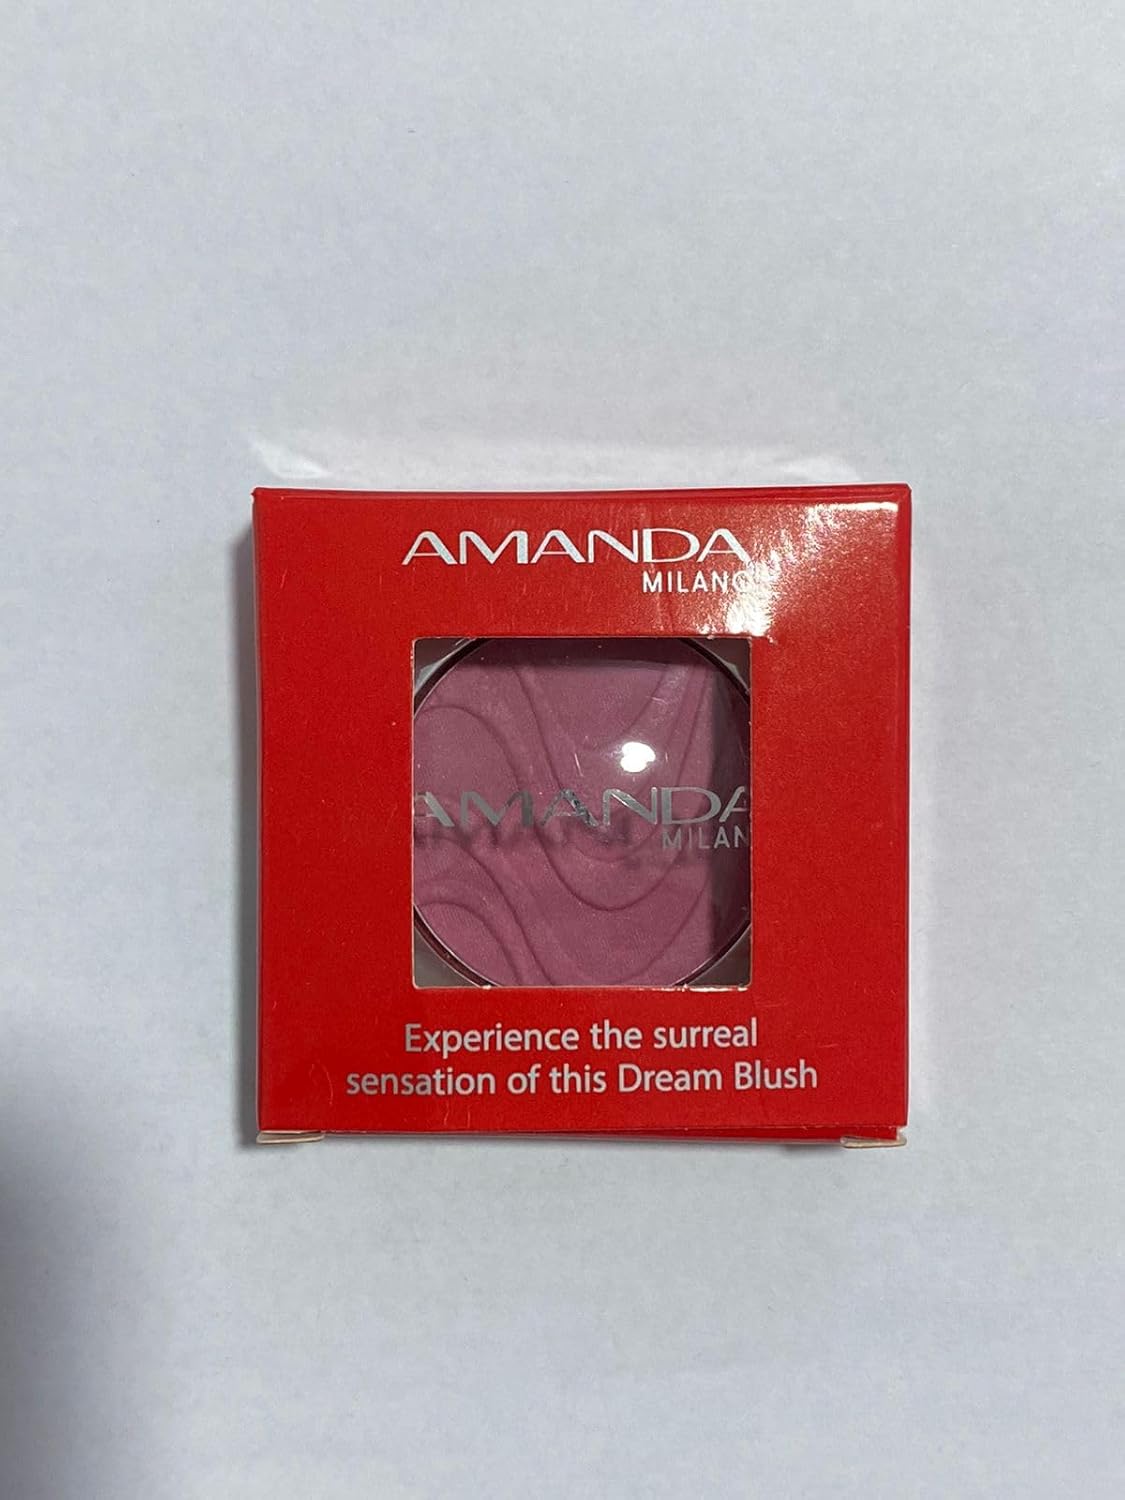 AMANDA
MILANO
AMANDA
MILAN
Experience the surreal
sensation of this Dream Blush